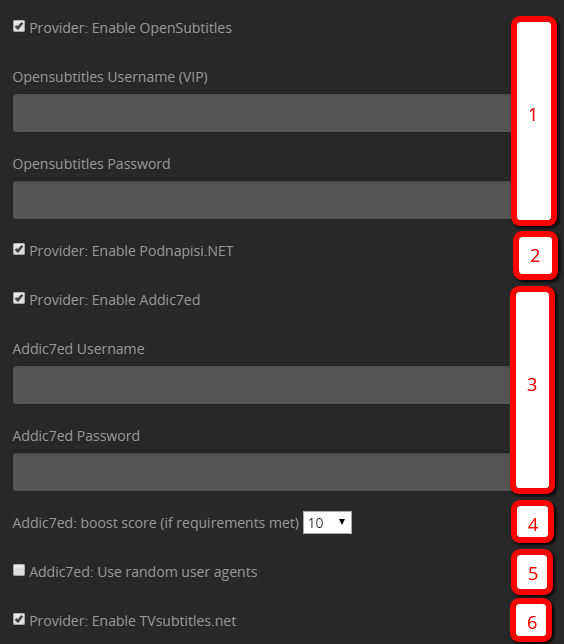 Provider: Enable OpenSubtitles
Opensubtitles Username (VIP)
1
Opensubtitles Password
Provider: Enable Podnapisi.NET
2
Provider: Enable Addic7ed
Addic7ed Username
3
Addic7ed Password
Addic7ed: boost score (if requirements met) 10
4
Addic7ed: Use random user agents
5
Provider: Enable TVsubtitles.net
6